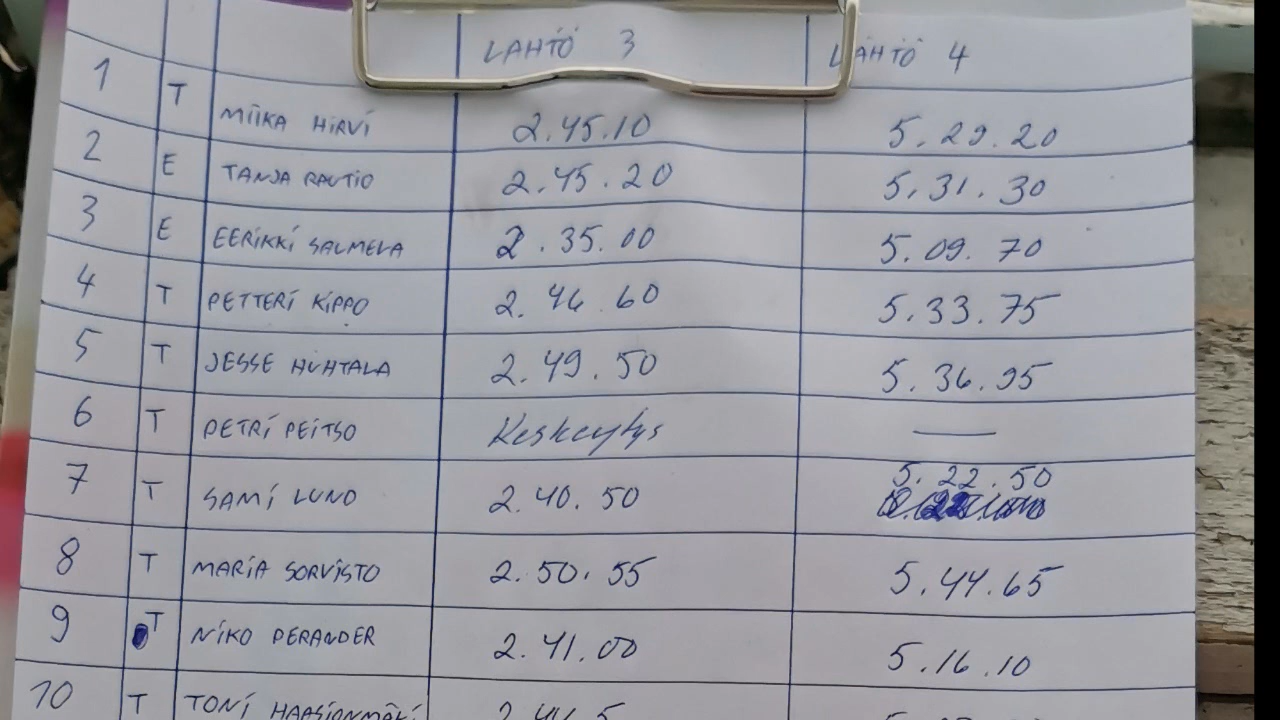 LÄHTÖ 3 LÄHTÖ 4
1 T MIIKA HIRVI 2.45.10 5.29.20
2 E TANJA RAUTIO 2.45.20 5.31.30
3 E EERIKKI SALMELA 2.35.00 5.09.70
4 T PETTERI KIPPO 2.46.60 5.33.75
5 T JESSE HUHTALA 2.49.50 5.36.95
6 T PETRI PEITSO Keskeytys —
7 T SAMI LUNO 2.40.50 5.22.50
8 T MARIA SORVISTO 2.50.55 5.44.65
9 T NIKO PERANDER 2.41.00 5.16.10
10 T TONI HAASIONMÄKI